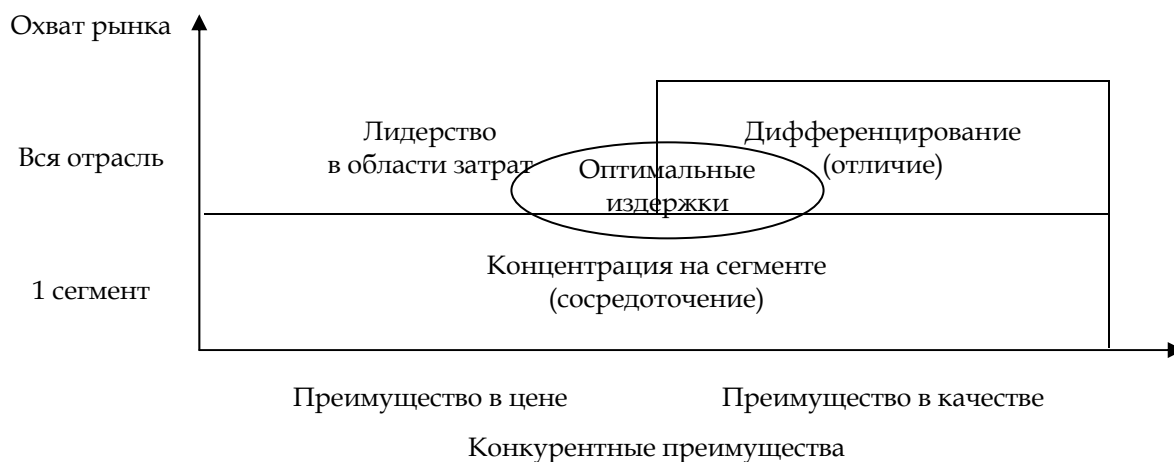 Охват рынка
Лидерство
в области затрат
Дифференцирование
(отличие)
Вся отрасль
Оптимальные
издержки
Концентрация на сегменте
(сосредоточение)
1 сегмент
Преимущество в цене
Преимущество в качестве
Конкурентные преимущества